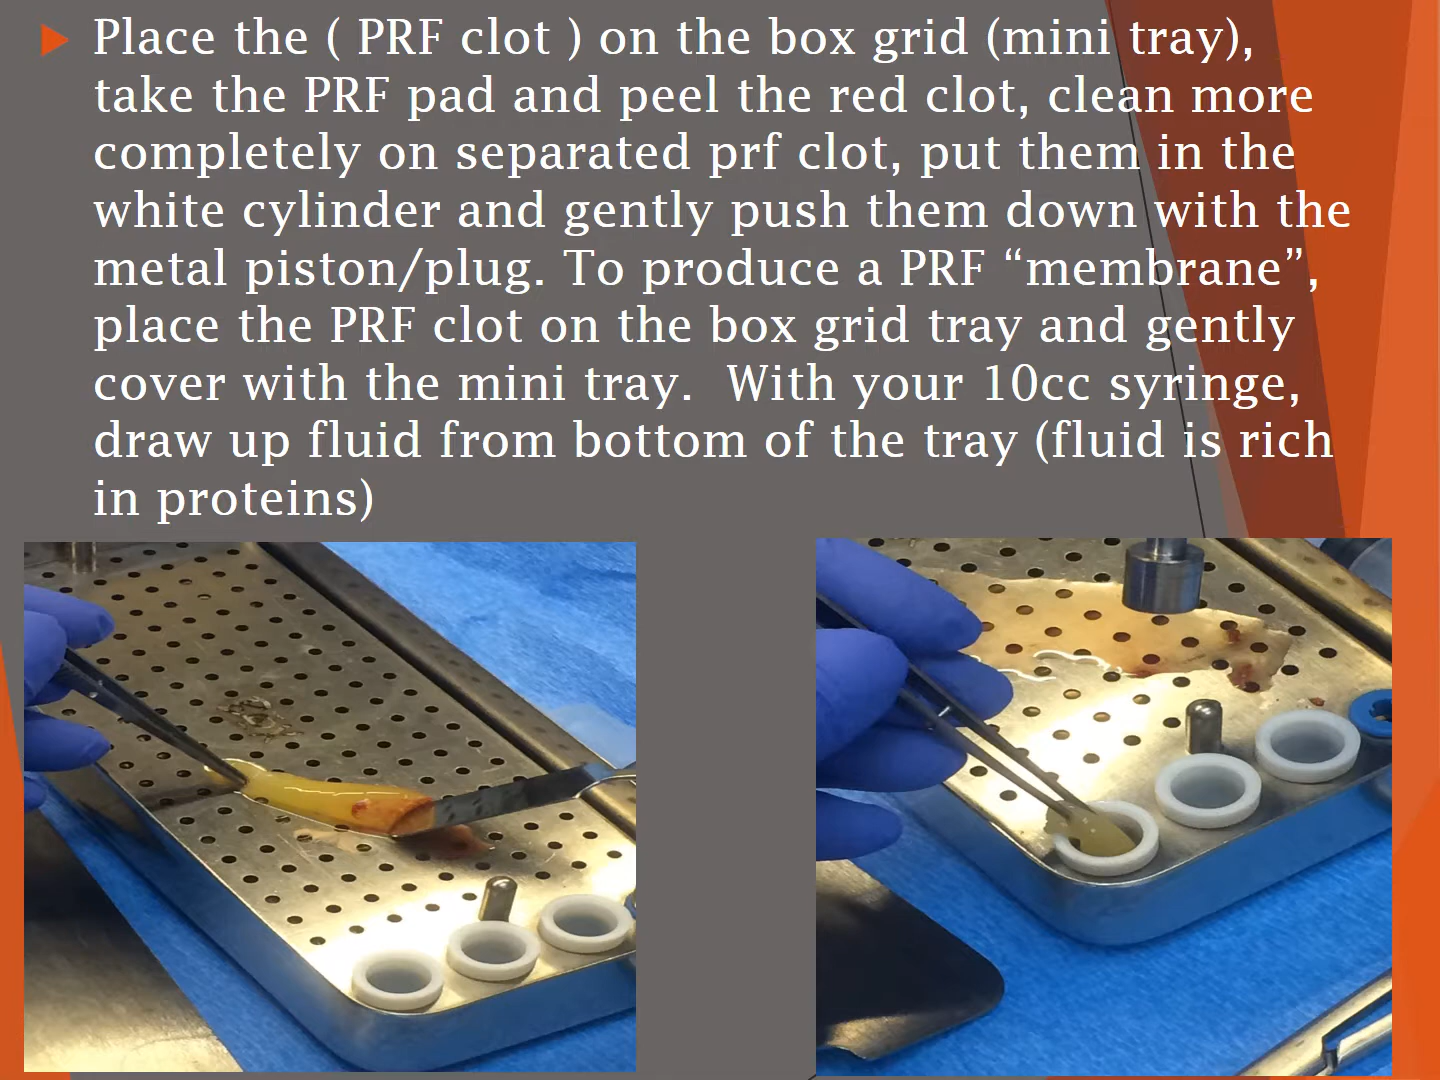 Place the ( PRF clot ) on the box grid (mini tray),
take the PRF pad and peel the red clot, clean more
completely on separated prf clot, put them in the
white cylinder and gently push them down with the
metal piston/plug. To produce a PRF “membrane”,
place the PRF clot on the box grid tray and gently
cover with the mini tray.  With your 10cc syringe,
draw up fluid from bottom of the tray (fluid is rich
in proteins)